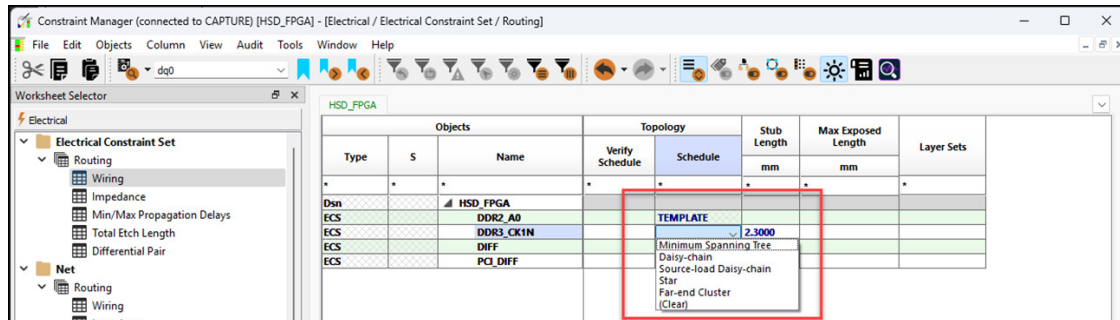 Constraint Manager (connected to CAPTURE) [HSD_FPGA] - [Electrical / Electrical Constraint Set / Routing]
File Edit Objects Column View Audit Tools Window Help
dq0
Worksheet Selector
Electrical
Electrical Constraint Set
Routing
Wiring
Impedance
Min/Max Propagation Delays
Total Etch Length
Differential Pair
Net
Routing
Wiring
HSD_FPGA
Objects Topology Stub Length Max Exposed Length Layer Sets
Type S Name Verify Schedule Schedule mm mm
* * * * * * * *
Dsn HSD_FPGA
ECS DDR2_A0 TEMPLATE
ECS DDR3_CK1N 2.3000
ECS DIFF
ECS PCI_DIFF
Minimum Spanning Tree
Daisy-chain
Source-load Daisy-chain
Star
Far-end Cluster
(Clear)